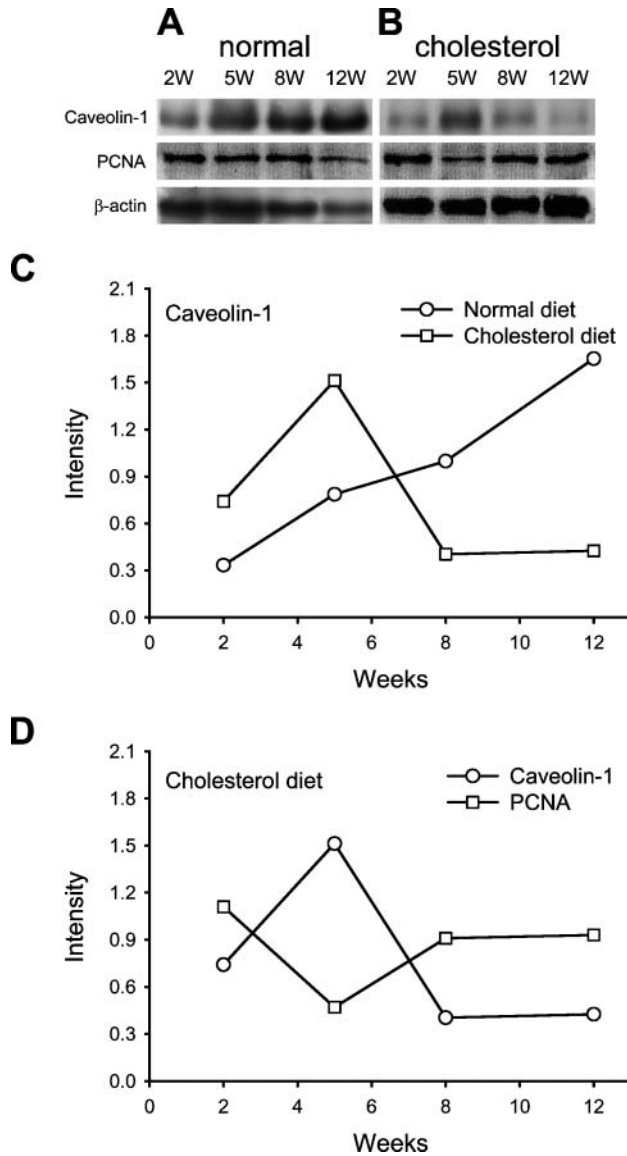 A
B
normal
cholesterol
2W 5W 8W 12W
2W 5W 8W 12W
Caveolin-1
PCNA
β-actin
C
2.1
1.8
1.5
1.2
0.9
0.6
0.3
0.0
Intensity
Caveolin-1
Normal diet
Cholesterol diet
0 2 4 6 8 10 12
Weeks
D
2.1
1.8
1.5
1.2
0.9
0.6
0.3
0.0
Intensity
Cholesterol diet
Caveolin-1
PCNA
0 2 4 6 8 10 12
Weeks